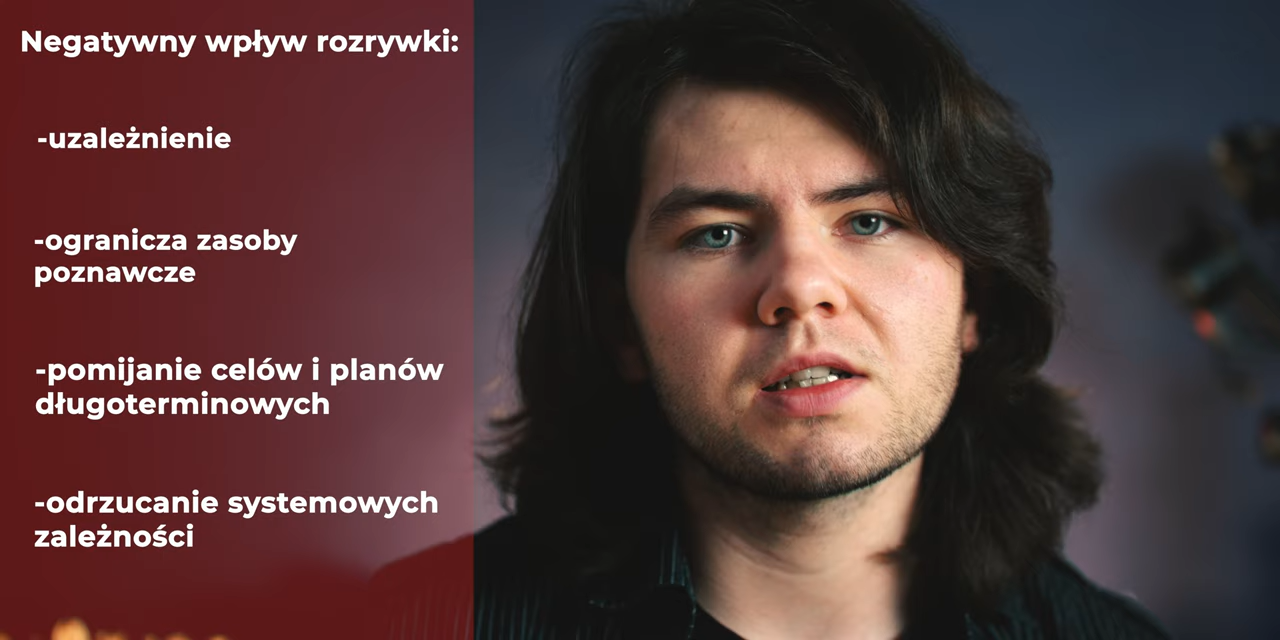 Negatywny wpływ rozrywki:
-uzależnienie
-ogranicza zasoby
poznawcze
-pomijanie celów i planów
długoterminowych
-odrzucanie systemowych
zależności